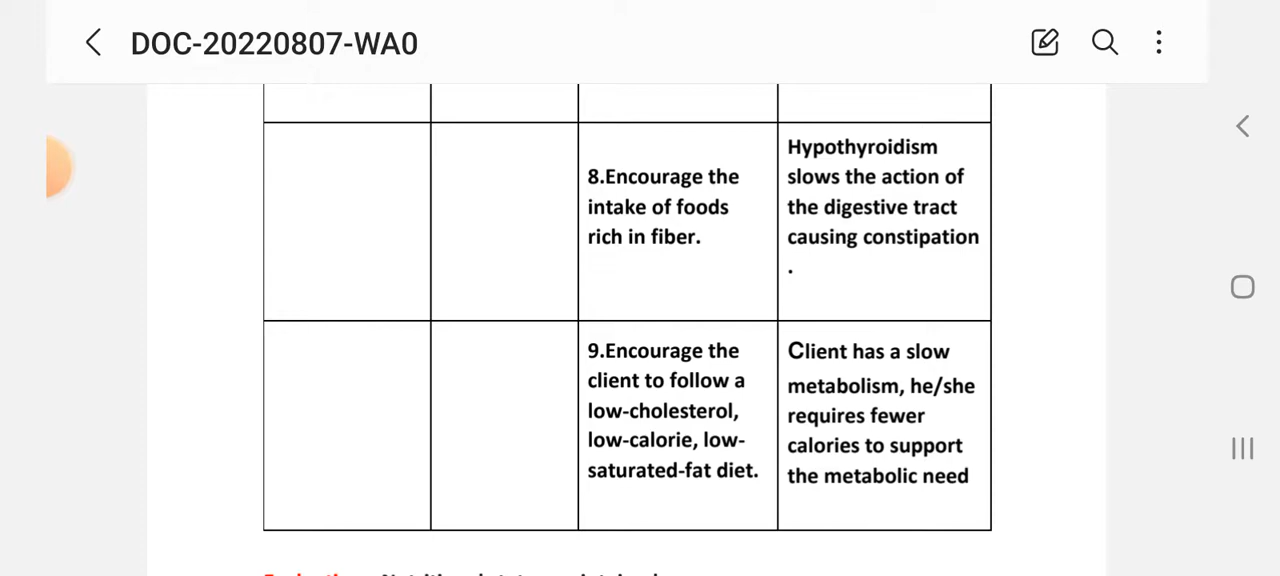 DOC-20220807-WA0
8.Encourage the
intake of foods
rich in fiber.
Hypothyroidism
slows the action of
the digestive tract
causing constipation
.
9.Encourage the
client to follow a
low-cholesterol,
low-calorie, low-
saturated-fat diet.
Client has a slow
metabolism, he/she
requires fewer
calories to support
the metabolic need